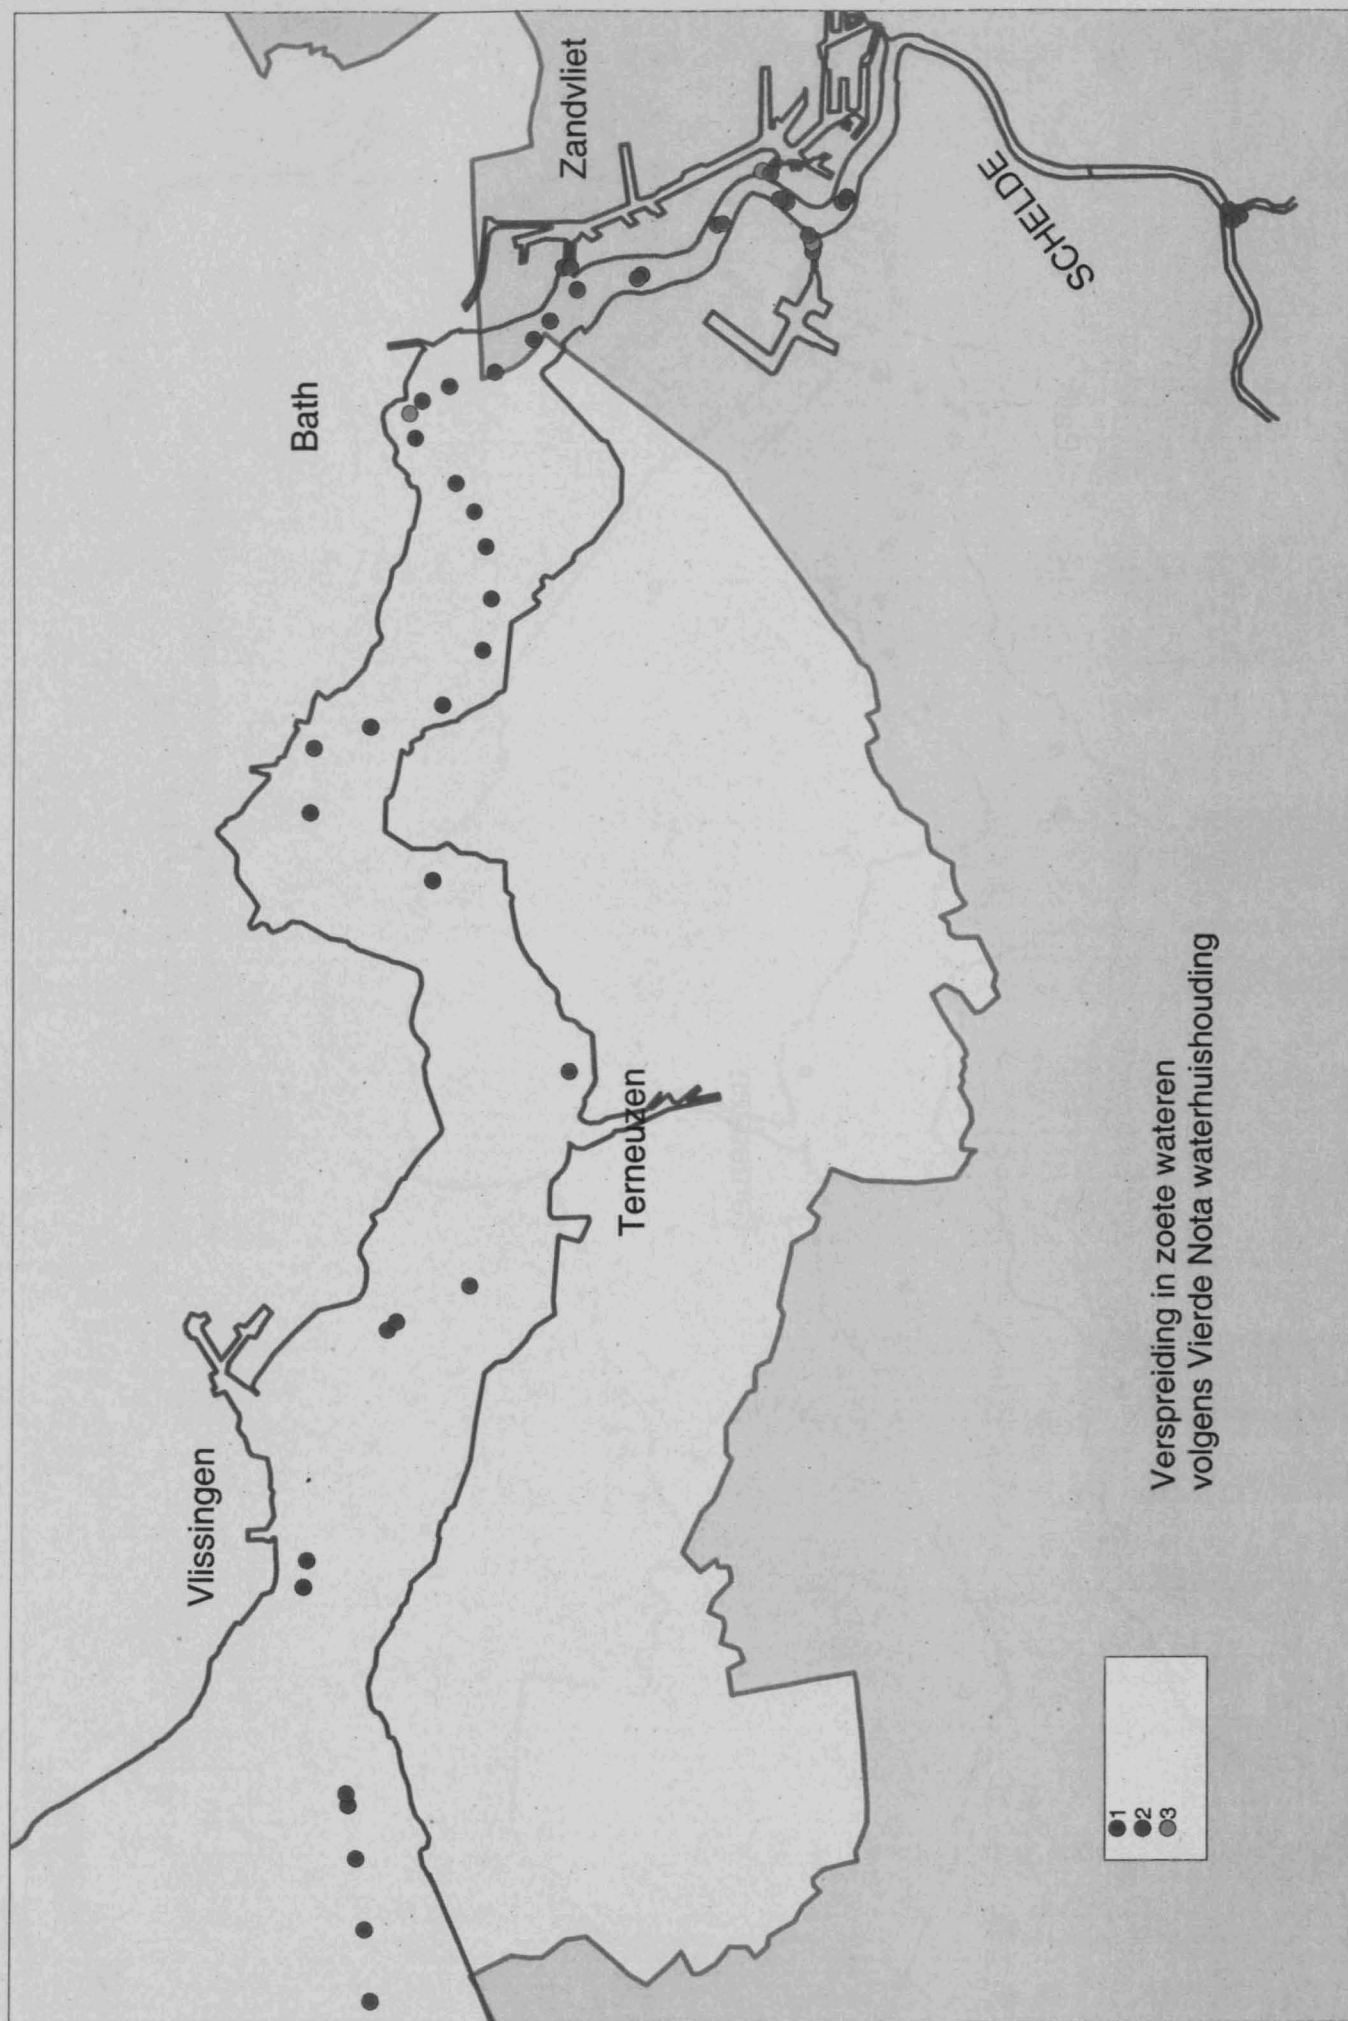 Vlissingen
Terneuzen
Bath
Zandvliet
SCHELDE
1
2
3
Verspreiding in zoete wateren
volgens Vierde Nota waterhuishouding